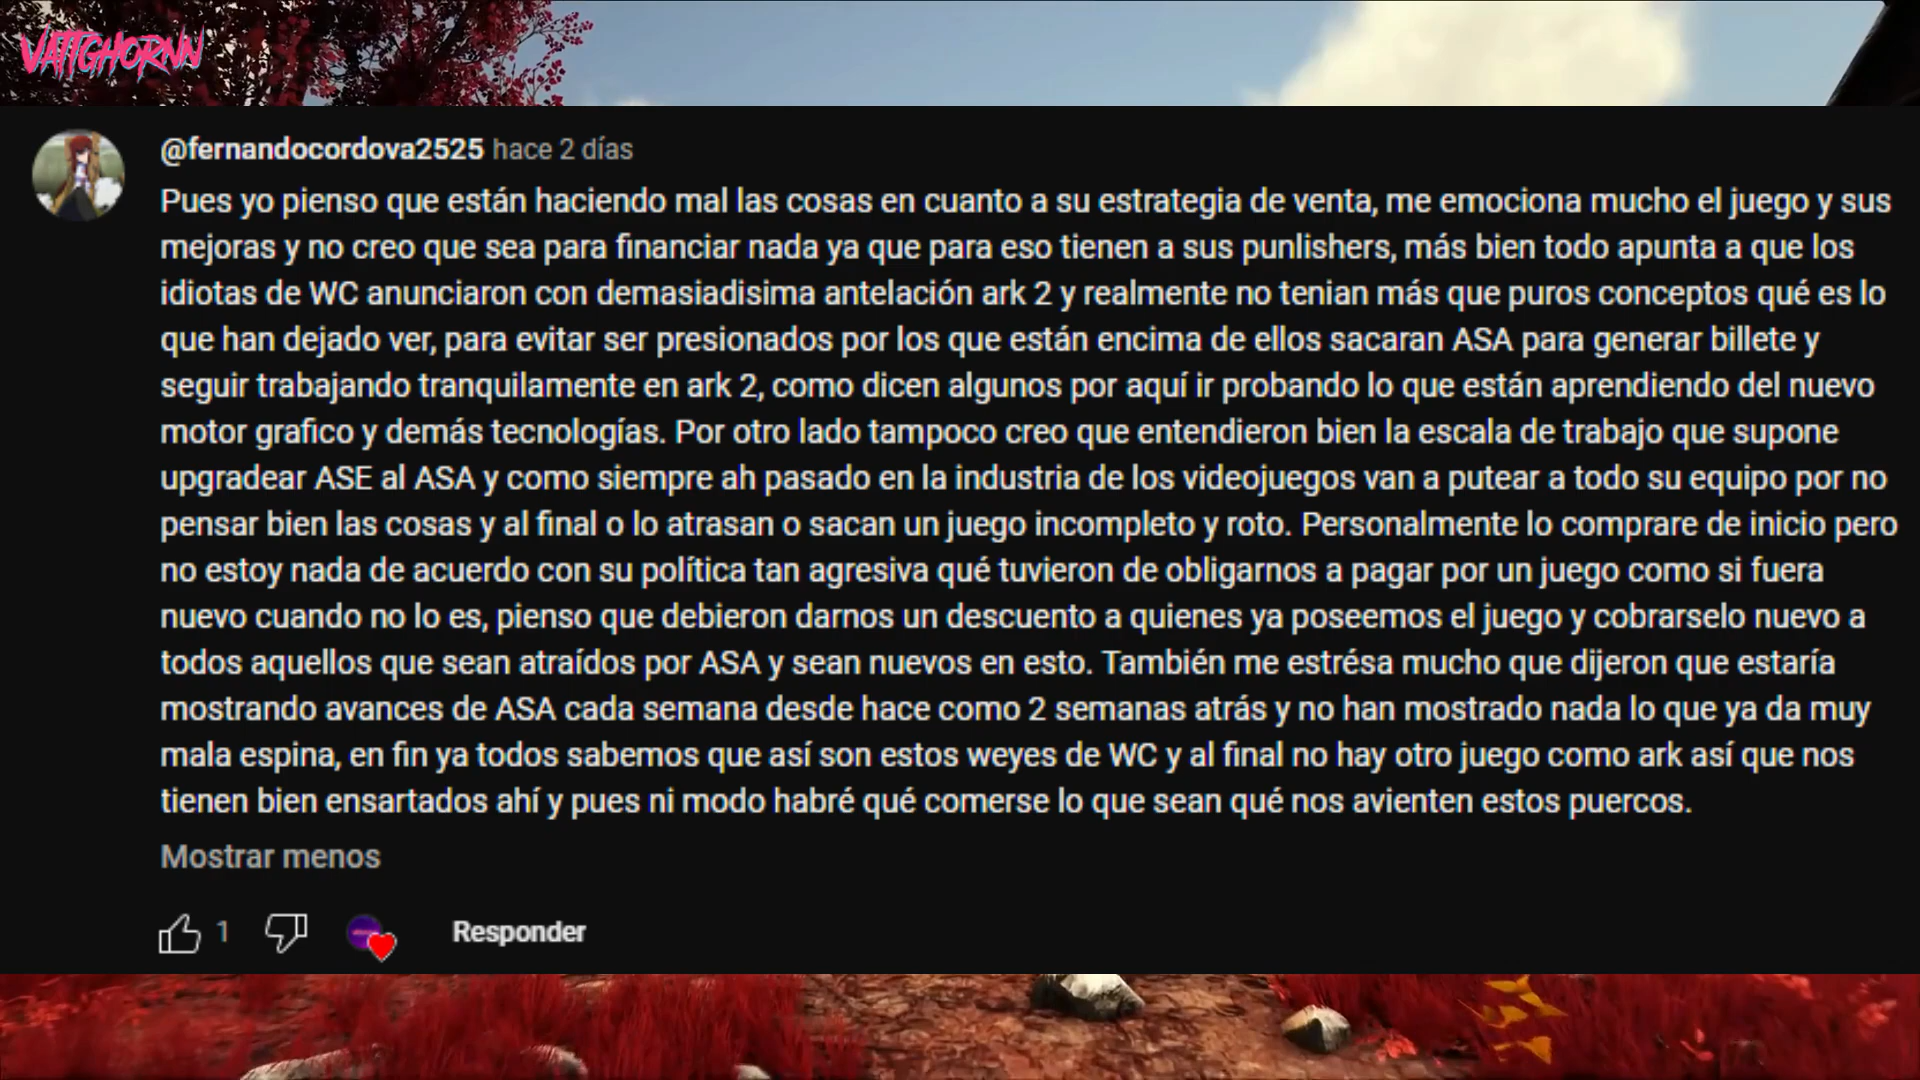 VATTGHORNN
@fernandocordova2525 hace 2 días
Pues yo pienso que están haciendo mal las cosas en cuanto a su estrategia de venta, me emociona mucho el juego y sus
mejoras y no creo que sea para financiar nada ya que para eso tienen a sus punlishers, más bien todo apunta a que los
idiotas de WC anunciaron con demasiadisima antelación ark 2 y realmente no tenian más que puros conceptos qué es lo
que han dejado ver, para evitar ser presionados por los que están encima de ellos sacaran ASA para generar billete y
seguir trabajando tranquilamente en ark 2, como dicen algunos por aquí ir probando lo que están aprendiendo del nuevo
motor grafico y demás tecnologías. Por otro lado tampoco creo que entendieron bien la escala de trabajo que supone
upgradear ASE al ASA y como siempre ah pasado en la industria de los videojuegos van a putear a todo su equipo por no
pensar bien las cosas y al final o lo atrasan o sacan un juego incompleto y roto. Personalmente lo comprare de inicio pero
no estoy nada de acuerdo con su política tan agresiva qué tuvieron de obligarnos a pagar por un juego como si fuera
nuevo cuando no lo es, pienso que debieron darnos un descuento a quienes ya poseemos el juego y cobrarselo nuevo a
todos aquellos que sean atraídos por ASA y sean nuevos en esto. También me estrésa mucho que dijeron que estaría
mostrando avances de ASA cada semana desde hace como 2 semanas atrás y no han mostrado nada lo que ya da muy
mala espina, en fin ya todos sabemos que así son estos weyes de WC y al final no hay otro juego como ark así que nos
tienen bien ensartados ahí y pues ni modo habré qué comerse lo que sean qué nos avienten estos puercos.
Mostrar menos
1 Responder